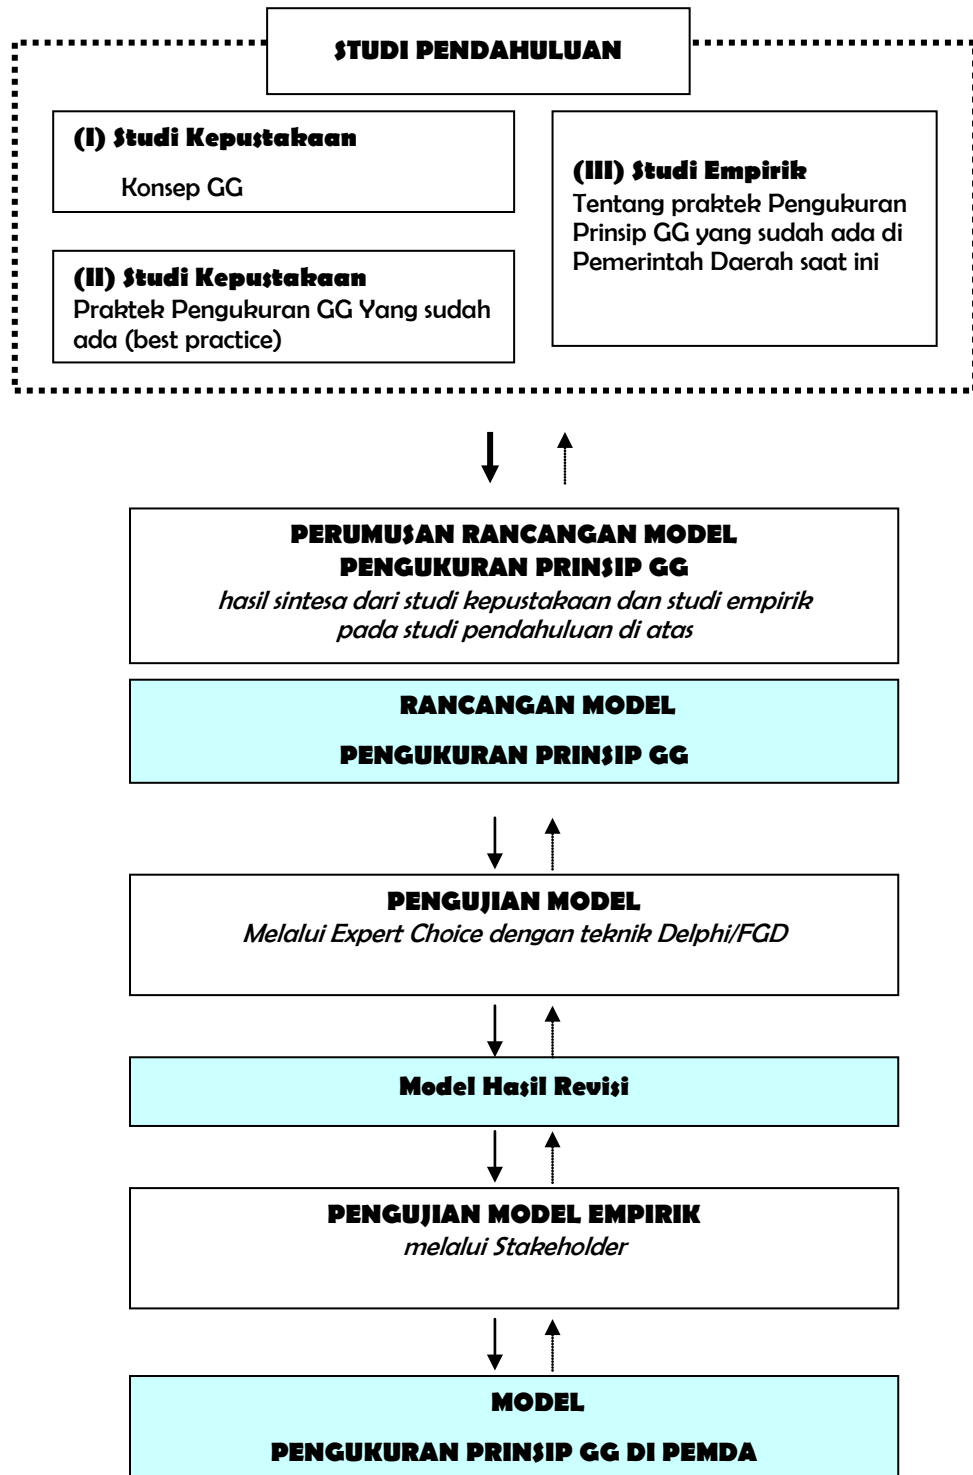 STUDI PENDAHULUAN
(I) Studi Kepustakaan
Konsep GG
(II) Studi Kepustakaan
Praktek Pengukuran GG Yang sudah
ada (best practice)
(III) Studi Empirik
Tentang praktek Pengukuran
Prinsip GG yang sudah ada di
Pemerintah Daerah saat ini
PERUMUSAN RANCANGAN MODEL
PENGUKURAN PRINSIP GG
hasil sintesa dari studi kepustakaan dan studi empirik
pada studi pendahuluan di atas
RANCANGAN MODEL
PENGUKURAN PRINSIP GG
PENGUJIAN MODEL
Melalui Expert Choice dengan teknik Delphi/FGD
Model Hasil Revisi
PENGUJIAN MODEL EMPIRIK
melalui Stakeholder
MODEL
PENGUKURAN PRINSIP GG DI PEMDA